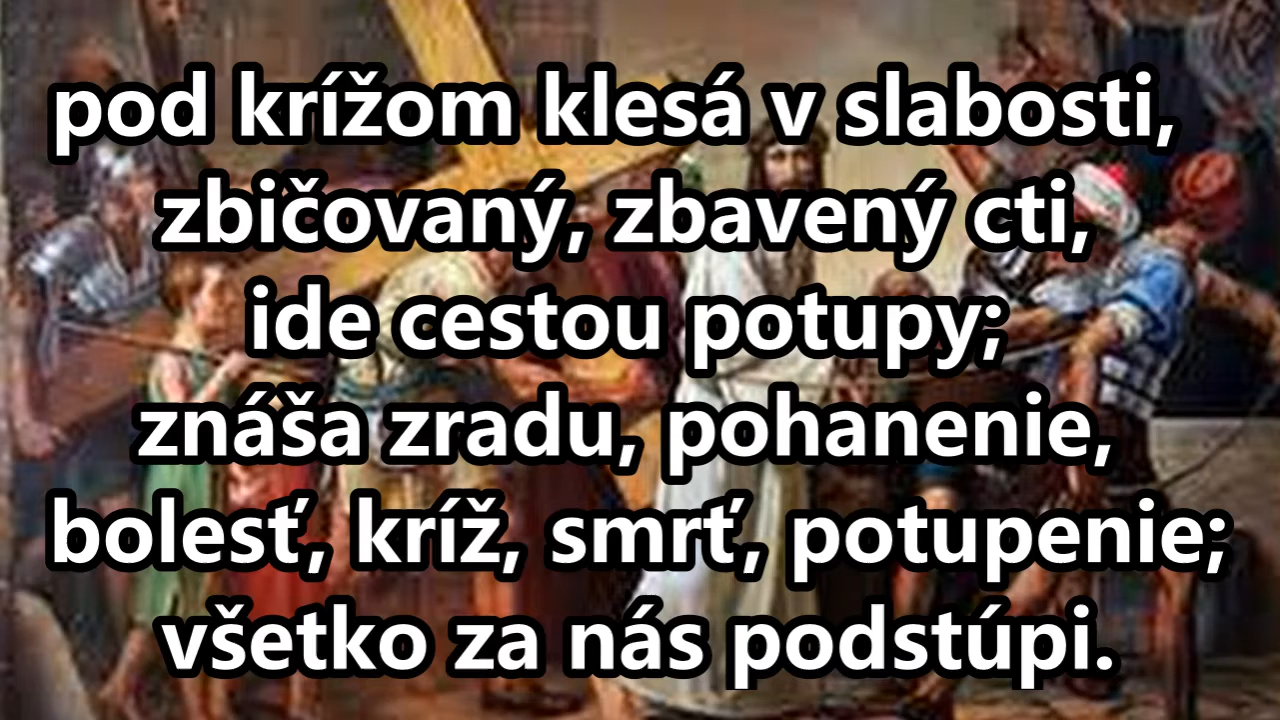 pod krížom klesá v slabosti,
zbičovaný, zbavený cti,
ide cestou potupy;
znáša zradu, pohanenie,
bolesť, kríž, smrť, potupenie;
všetko za nás podstúpi.